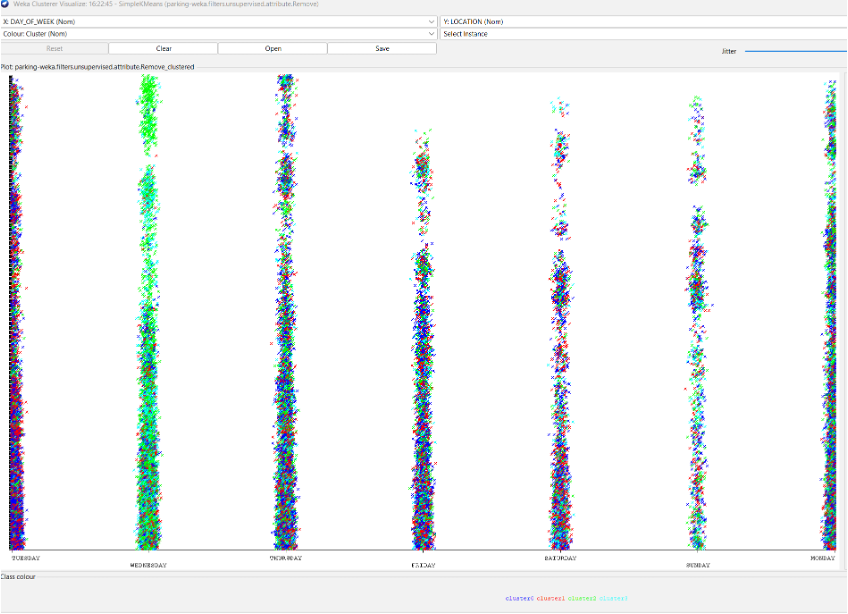 Weka Clusterer Visualize: 16:22:45 - SimpleKMeans (parking-weka.filters.unsupervised.attribute.Remove)
X: DAY_OF_WEEK (Nom) Y: LOCATION (Nom)
Colour: Cluster (Nom) Select Instance
Reset Clear Open Save Jitter
Plot: parking-weka.filters.unsupervised.attribute.Remove_clustered
TUESDAY WEDNESDAY THURSDAY FRIDAY SATURDAY SUNDAY MONDAY
Class colour
cluster0 cluster1 cluster2 cluster3